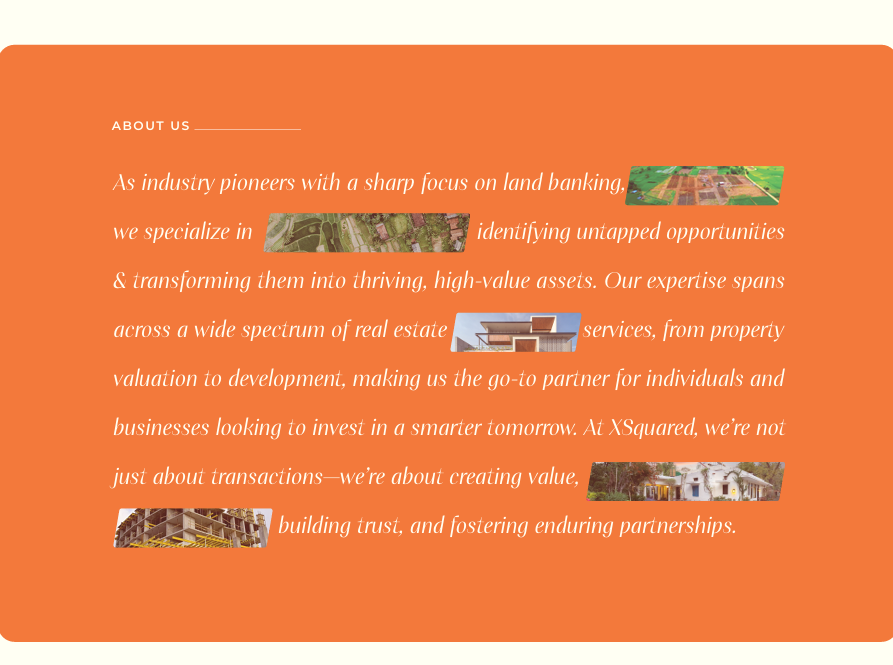 ABOUT US
As industry pioneers with a sharp focus on land banking,
we specialize in identifying untapped opportunities
& transforming them into thriving, high-value assets. Our expertise spans
across a wide spectrum of real estate services, from property
valuation to development, making us the go-to partner for individuals and
businesses looking to invest in a smarter tomorrow. At XSquared, we’re not
just about transactions—we’re about creating value,
building trust, and fostering enduring partnerships.